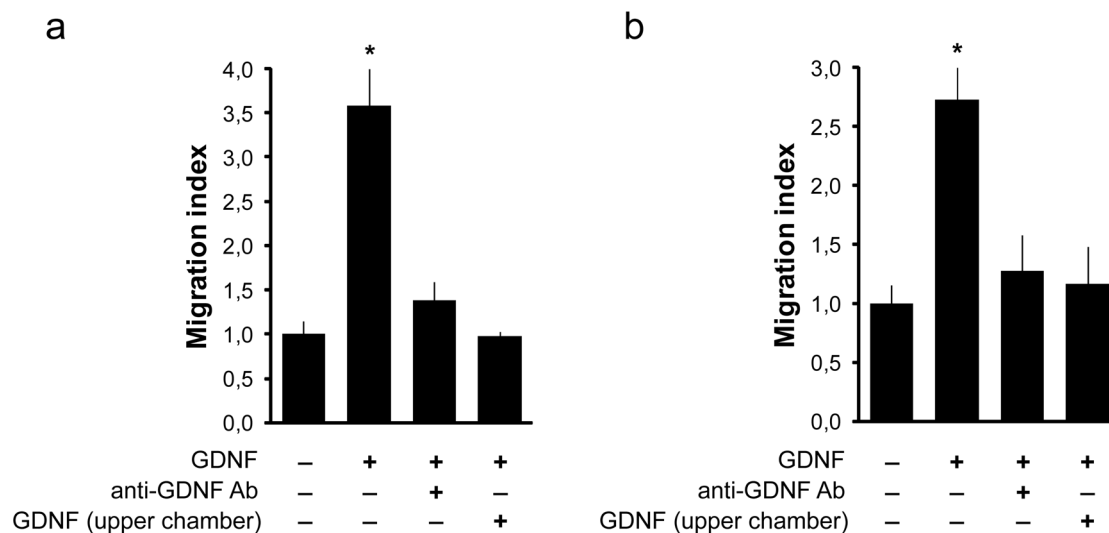 a
*
4,0
3,5
3,0
2,5
2,0
1,5
1,0
0,5
0,0
Migration index
GDNF – + + +
anti-GDNF Ab – – + –
GDNF (upper chamber) – – – +
b
*
3,0
2,5
2,0
1,5
1,0
0,5
0,0
Migration index
GDNF – + + +
anti-GDNF Ab – – + –
GDNF (upper chamber) – – – +